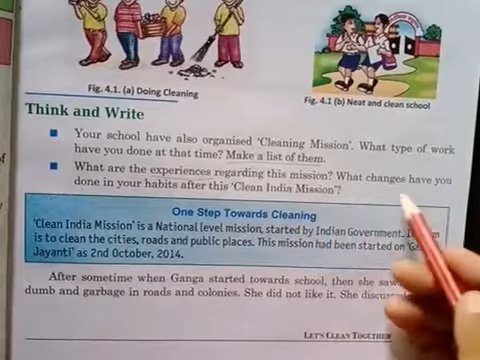 Fig. 4.1. (a) Doing Cleaning
Fig. 4.1 (b) Neat and clean school
Think and Write
Your school have also organised 'Cleaning Mission'. What type of work
have you done at that time? Make a list of them.
What are the experiences regarding this mission? What changes have you
done in your habits after this 'Clean India Mission'?
One Step Towards Cleaning
'Clean India Mission' is a National level mission, started by Indian Government.
is to clean the cities, roads and public places. This mission had been started on
Jayanti' as 2nd October, 2014.
After sometime when Ganga started towards school, then she saw
dumb and garbage in roads and colonies. She did not like it. She
LET'S CLEAN TOGETHER